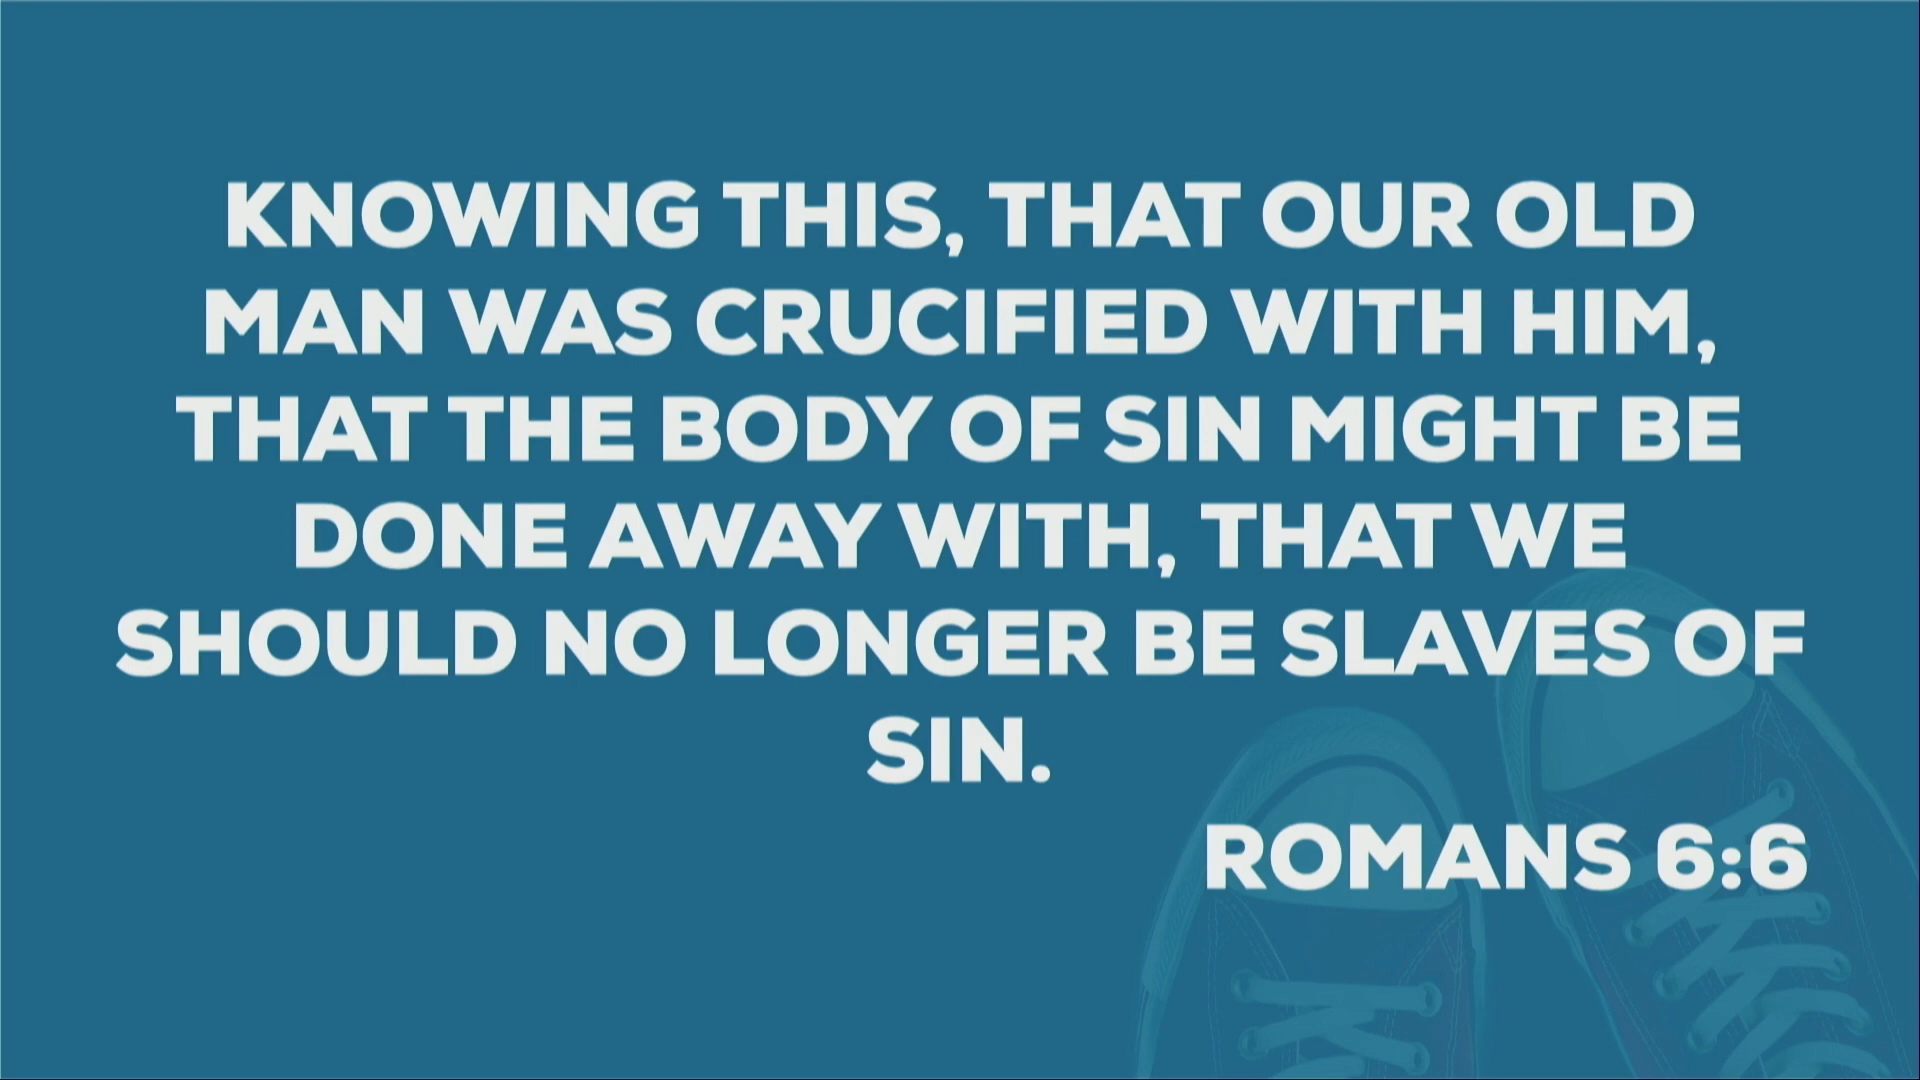 KNOWING THIS, THAT OUR OLD
MAN WAS CRUCIFIED WITH HIM,
THAT THE BODY OF SIN MIGHT BE
DONE AWAY WITH, THAT WE
SHOULD NO LONGER BE SLAVES OF
SIN.
ROMANS 6:6